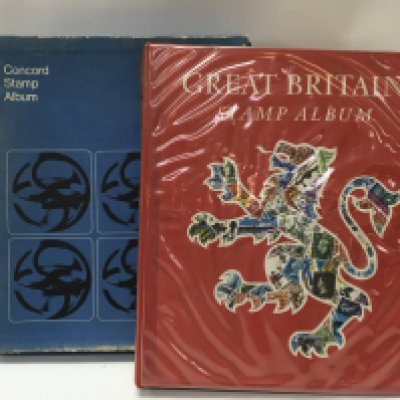 Concord
Stamp
Album
GREAT BRITAIN
STAMP ALBUM